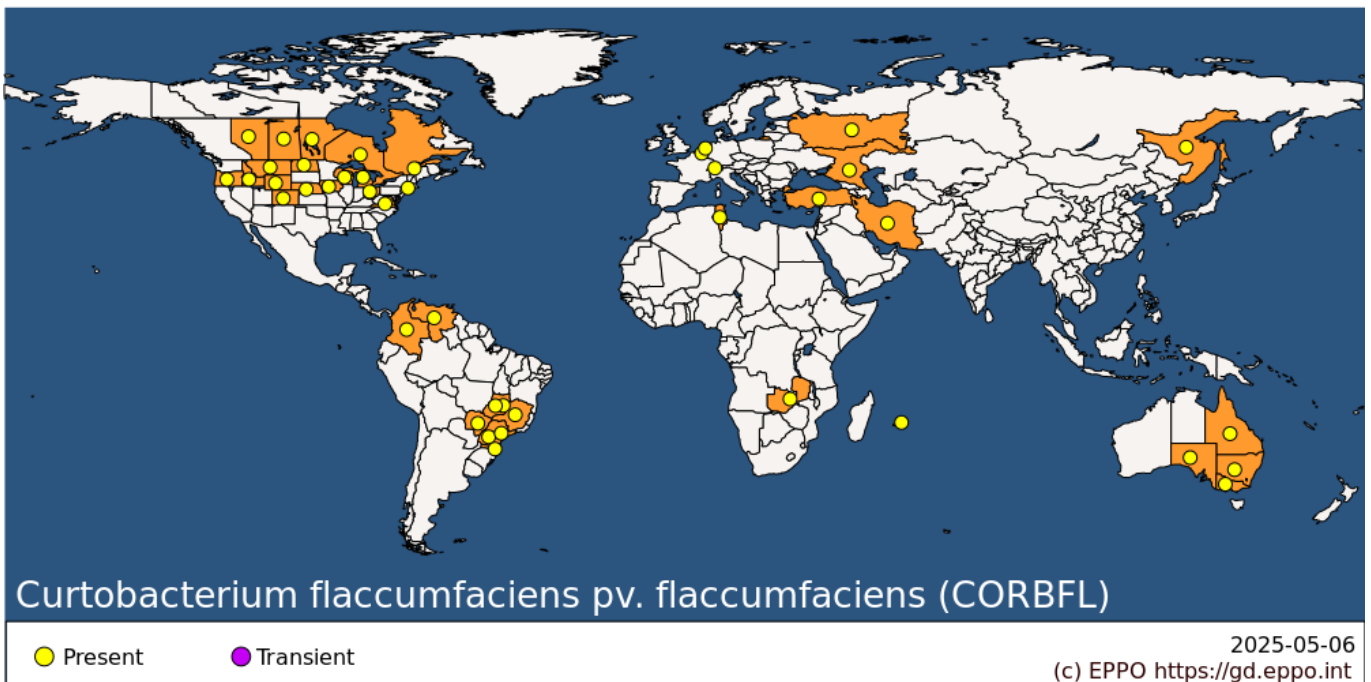 Curtobacterium flaccumfaciens pv. flaccumfaciens (CORBFL)
Present
Transient
2025-05-06
(c) EPPO https://gd.eppo.int